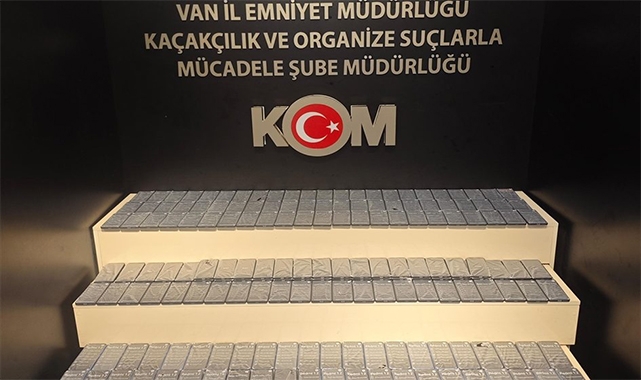 VAN İL EMNİYET MÜDÜRLÜĞÜ
KAÇAKÇILIK VE ORGANİZE SUÇLARLA
MÜCADELE ŞUBE MÜDÜRLÜĞÜ
KOM